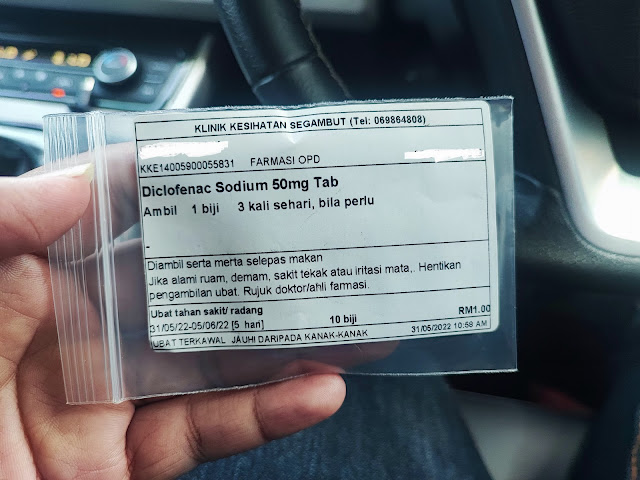 KLINIK KESIHATAN SEGAMBUT (Tel: 069864808)
KKE14005900055831 FARMASI OPD
Diclofenac Sodium 50mg Tab
Ambil 1 biji 3 kali sehari, bila perlu
-
Diambil serta merta selepas makan
Jika alami ruam, demam, sakit tekak atau iritasi mata,. Hentikan
pengambilan ubat. Rujuk doktor/ahli farmasi.
Ubat tahan sakit/ radang RM1.00
31/05/22-05/06/22 [5 hari] 10 biji 31/05/2022 10:58 AM
UBAT TERKAWAL JAUHI DARIPADA KANAK-KANAK